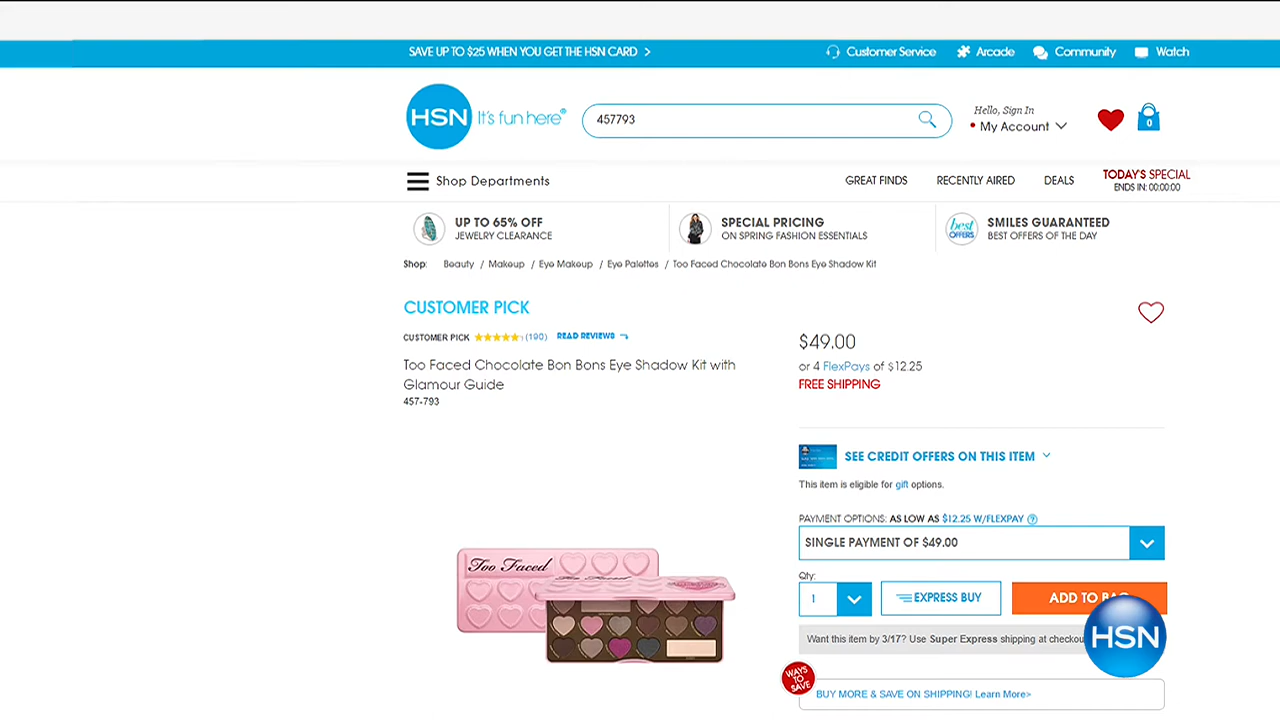 SAVE UP TO $25 WHEN YOU GET THE HSN CARD >
Customer Service
Arcade
Community
Watch
HSN It's fun here®
457793
Hello, Sign In
My Account
0
Shop Departments
GREAT FINDS
RECENTLY AIRED
DEALS
TODAY'S SPECIAL
ENDS IN: 00:00:00
UP TO 65% OFF
JEWELRY CLEARANCE
SPECIAL PRICING
ON SPRING FASHION ESSENTIALS
best
OFFERS
SMILES GUARANTEED
BEST OFFERS OF THE DAY
Shop: Beauty / Makeup / Eye Makeup / Eye Palettes / Too Faced Chocolate Bon Bons Eye Shadow Kit
CUSTOMER PICK
CUSTOMER PICK (190) READ REVIEWS
Too Faced Chocolate Bon Bons Eye Shadow Kit with
Glamour Guide
457-793
$49.00
or 4 FlexPays of $12.25
FREE SHIPPING
SEE CREDIT OFFERS ON THIS ITEM
This item is eligible for gift options.
PAYMENT OPTIONS: AS LOW AS $12.25 W/FLEXPAY ?
SINGLE PAYMENT OF $49.00
Qty:
1
EXPRESS BUY
ADD TO BAG
Want this item by 3/17? Use Super Express shipping at checkou
HSN
WAYS
TO
SAVE
BUY MORE & SAVE ON SHIPPING! Learn More>
Too Faced
Too Faced